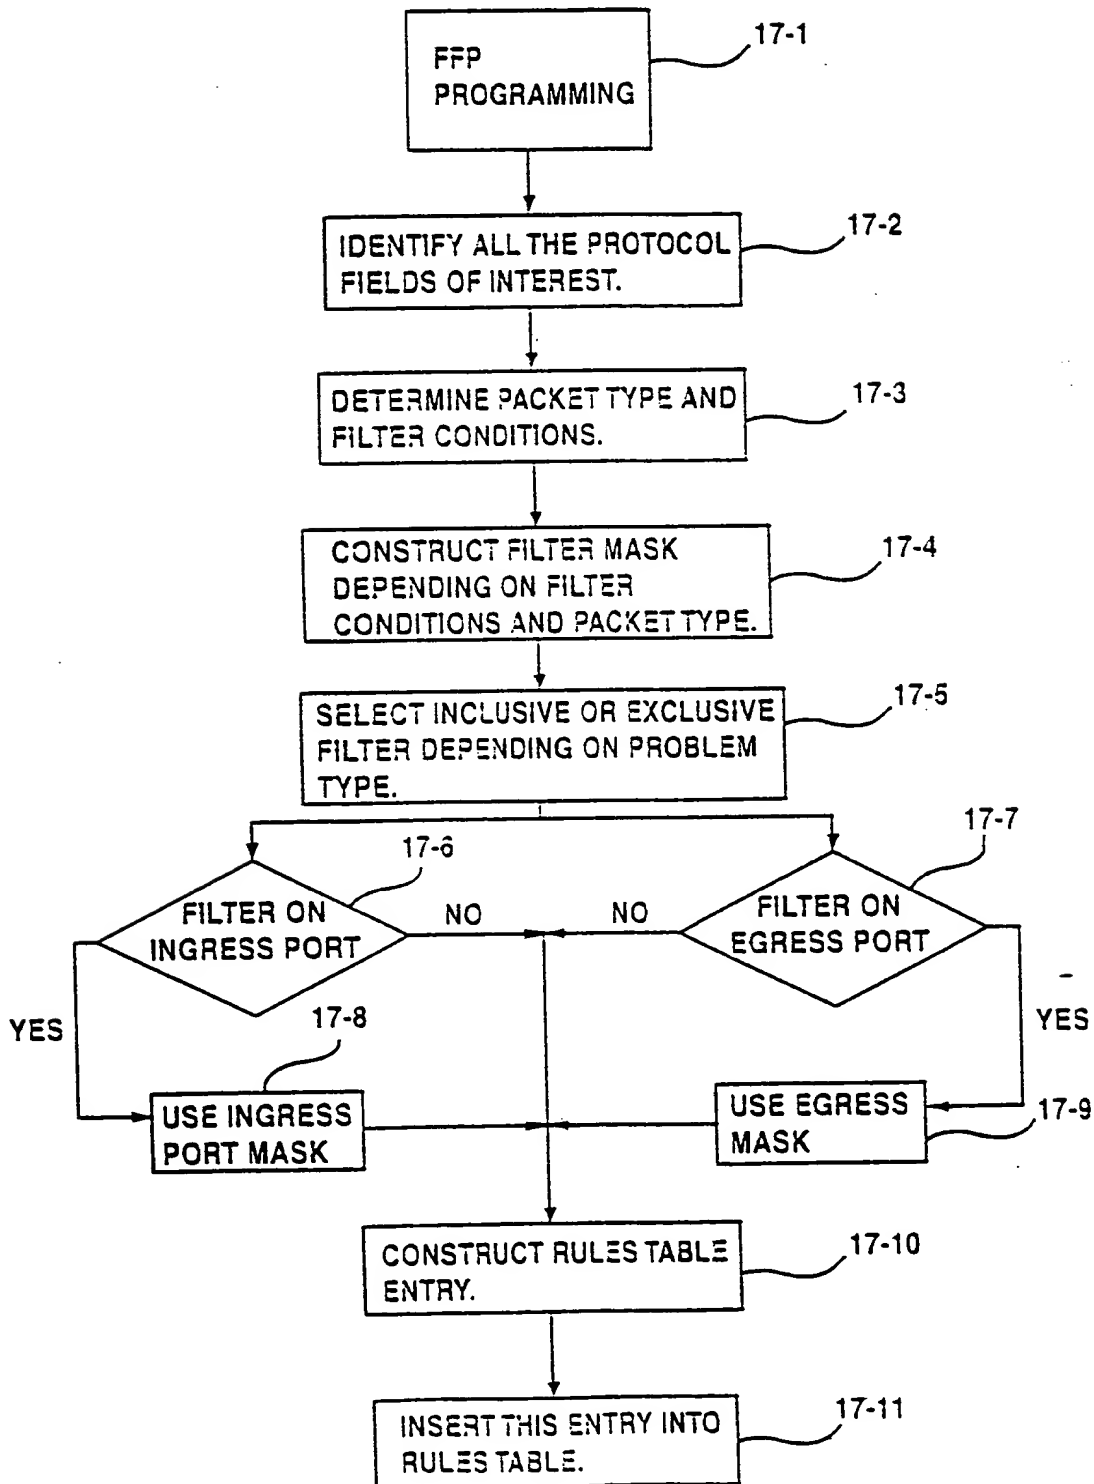 FFP
PROGRAMMING
17-1
IDENTIFY ALL THE PROTOCOL
FIELDS OF INTEREST.
17-2
DETERMINE PACKET TYPE AND
FILTER CONDITIONS.
17-3
CONSTRUCT FILTER MASK
DEPENDING ON FILTER
CONDITIONS AND PACKET TYPE.
17-4
SELECT INCLUSIVE OR EXCLUSIVE
FILTER DEPENDING ON PROBLEM
TYPE.
17-5
17-6
FILTER ON
INGRESS PORT
NO
NO
17-7
FILTER ON
EGRESS PORT
YES
YES
17-8
USE INGRESS
PORT MASK
USE EGRESS
MASK
17-9
CONSTRUCT RULES TABLE
ENTRY.
17-10
INSERT THIS ENTRY INTO
RULES TABLE.
17-11